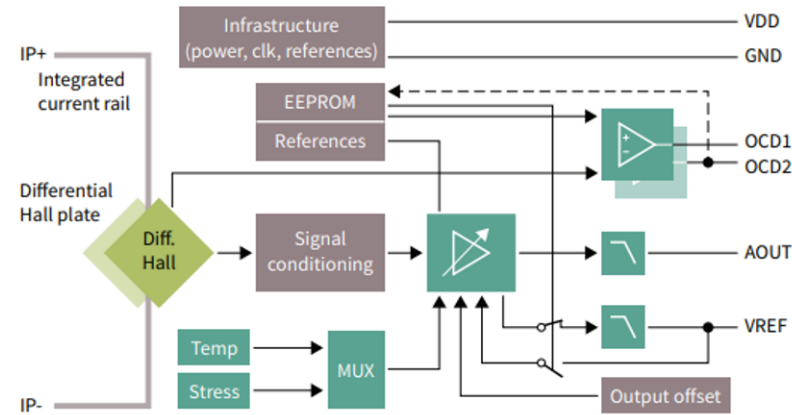 Infrastructure
(power, clk, references)
VDD
GND
IP+
Integrated
current rail
EEPROM
References
OCD1
OCD2
Differential
Hall plate
Diff.
Hall
Signal
conditioning
+
−
AOUT
VREF
Temp
Stress
MUX
Output offset
IP-